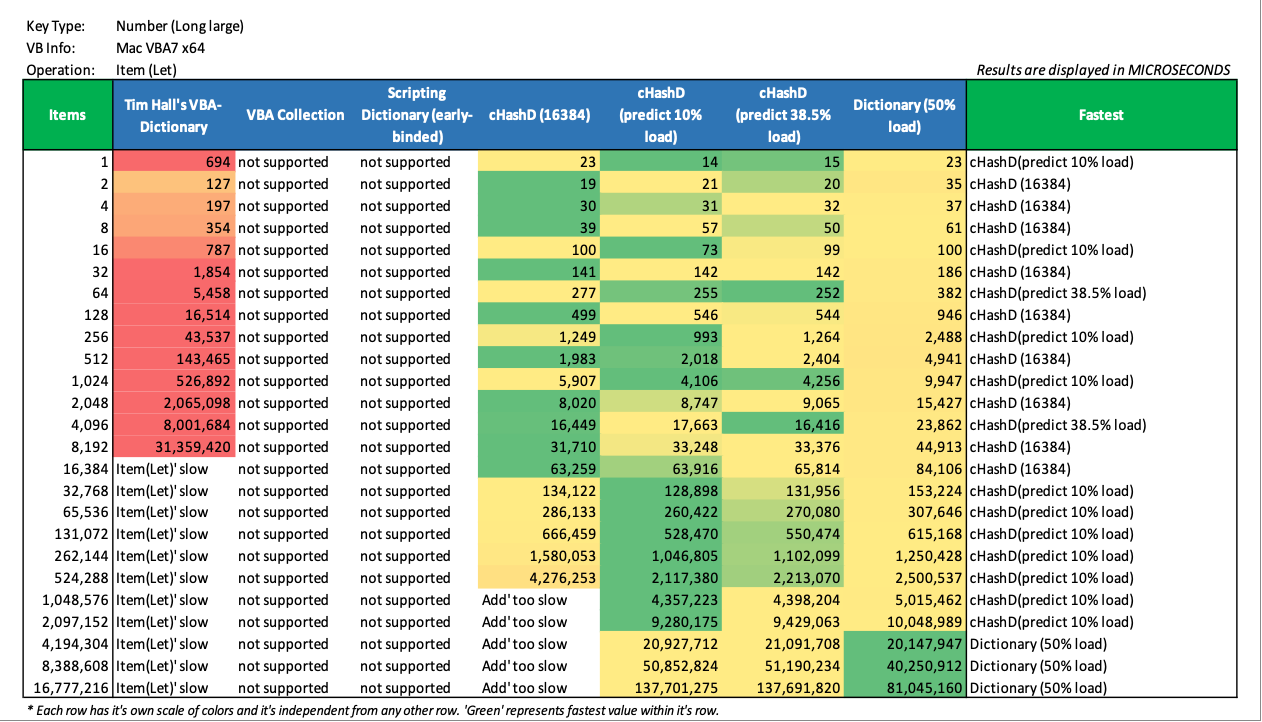 Key Type: Number (Long large)
VB Info: Mac VBA7 x64
Operation: Item (Let) Results are displayed in MICROSECONDS
Items Tim Hall's VBA-Dictionary VBA Collection Scripting Dictionary (early-binded) cHashD (16384) cHashD (predict 10% load) cHashD (predict 38.5% load) Dictionary (50% load) Fastest
1 694 not supported not supported 23 14 15 23 cHashD(predict 10% load)
2 127 not supported not supported 19 21 20 35 cHashD (16384)
4 197 not supported not supported 30 31 32 37 cHashD (16384)
8 354 not supported not supported 39 57 50 61 cHashD (16384)
16 787 not supported not supported 100 73 99 100 cHashD(predict 10% load)
32 1,854 not supported not supported 141 142 142 186 cHashD (16384)
64 5,458 not supported not supported 277 255 252 382 cHashD(predict 38.5% load)
128 16,514 not supported not supported 499 546 544 946 cHashD (16384)
256 43,537 not supported not supported 1,249 993 1,264 2,488 cHashD(predict 10% load)
512 143,465 not supported not supported 1,983 2,018 2,404 4,941 cHashD (16384)
1,024 526,892 not supported not supported 5,907 4,106 4,256 9,947 cHashD(predict 10% load)
2,048 2,065,098 not supported not supported 8,020 8,747 9,065 15,427 cHashD (16384)
4,096 8,001,684 not supported not supported 16,449 17,663 16,416 23,862 cHashD(predict 38.5% load)
8,192 31,359,420 not supported not supported 31,710 33,248 33,376 44,913 cHashD (16384)
16,384 Item(Let)' slow not supported not supported 63,259 63,916 65,814 84,106 cHashD (16384)
32,768 Item(Let)' slow not supported not supported 134,122 128,898 131,956 153,224 cHashD(predict 10% load)
65,536 Item(Let)' slow not supported not supported 286,133 260,422 270,080 307,646 cHashD(predict 10% load)
131,072 Item(Let)' slow not supported not supported 666,459 528,470 550,474 615,168 cHashD(predict 10% load)
262,144 Item(Let)' slow not supported not supported 1,580,053 1,046,805 1,102,099 1,250,428 cHashD(predict 10% load)
524,288 Item(Let)' slow not supported not supported 4,276,253 2,117,380 2,213,070 2,500,537 cHashD(predict 10% load)
1,048,576 Item(Let)' slow not supported not supported Add' too slow 4,357,223 4,398,204 5,015,462 cHashD(predict 10% load)
2,097,152 Item(Let)' slow not supported not supported Add' too slow 9,280,175 9,429,063 10,048,989 cHashD(predict 10% load)
4,194,304 Item(Let)' slow not supported not supported Add' too slow 20,927,712 21,091,708 20,147,947 Dictionary (50% load)
8,388,608 Item(Let)' slow not supported not supported Add' too slow 50,852,824 51,190,234 40,250,912 Dictionary (50% load)
16,777,216 Item(Let)' slow not supported not supported Add' too slow 137,701,275 137,691,820 81,045,160 Dictionary (50% load)
* Each row has it's own scale of colors and it's independent from any other row. 'Green' represents fastest value within it's row.